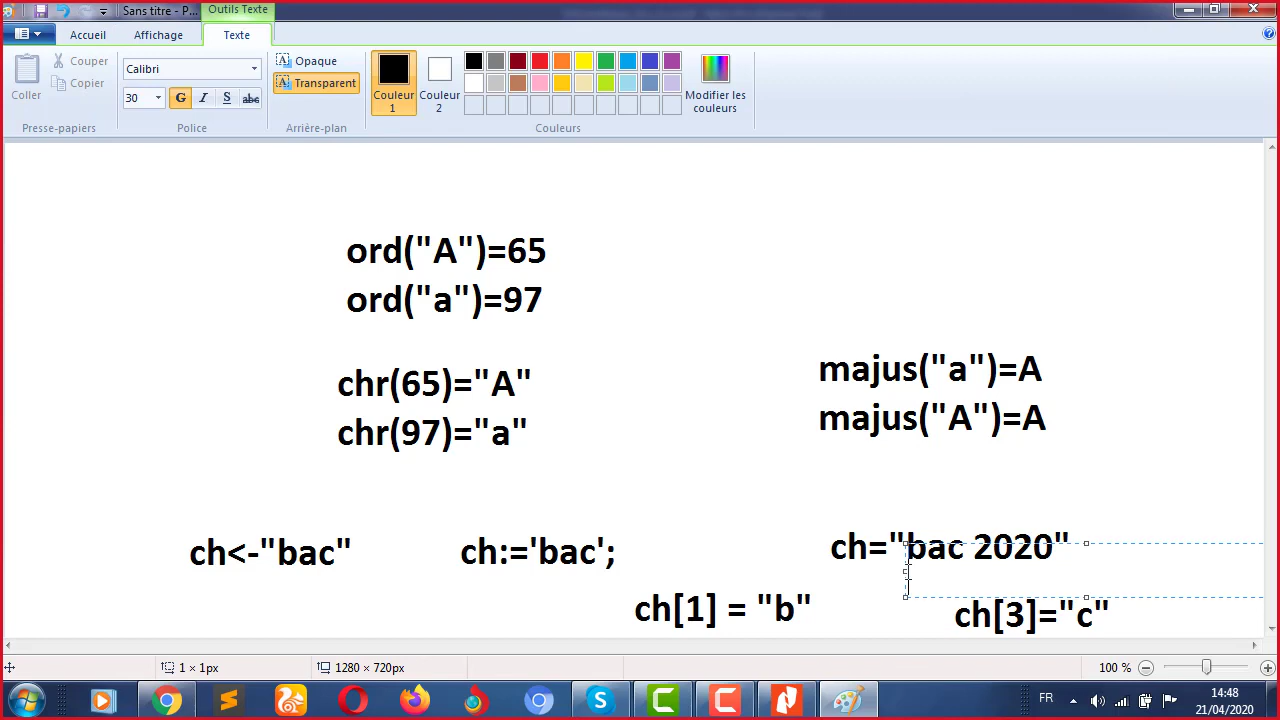 Sans titre - P...
Outils Texte
Accueil
Affichage
Texte
Coller
Couper
Copier
Presse-papiers
Calibri
30
G I S abc
Police
Opaque
Transparent
Arrière-plan
Couleur 1
Couleur 2
Modifier les couleurs
Couleurs
ord("A")=65
ord("a")=97
chr(65)="A"
chr(97)="a"
majus("a")=A
majus("A")=A
ch<-"bac"
ch:='bac';
ch="bac 2020"
ch[1] = "b"
ch[3]="c"
1 × 1px
1280 × 720px
100 %
FR
14:48
21/04/2020